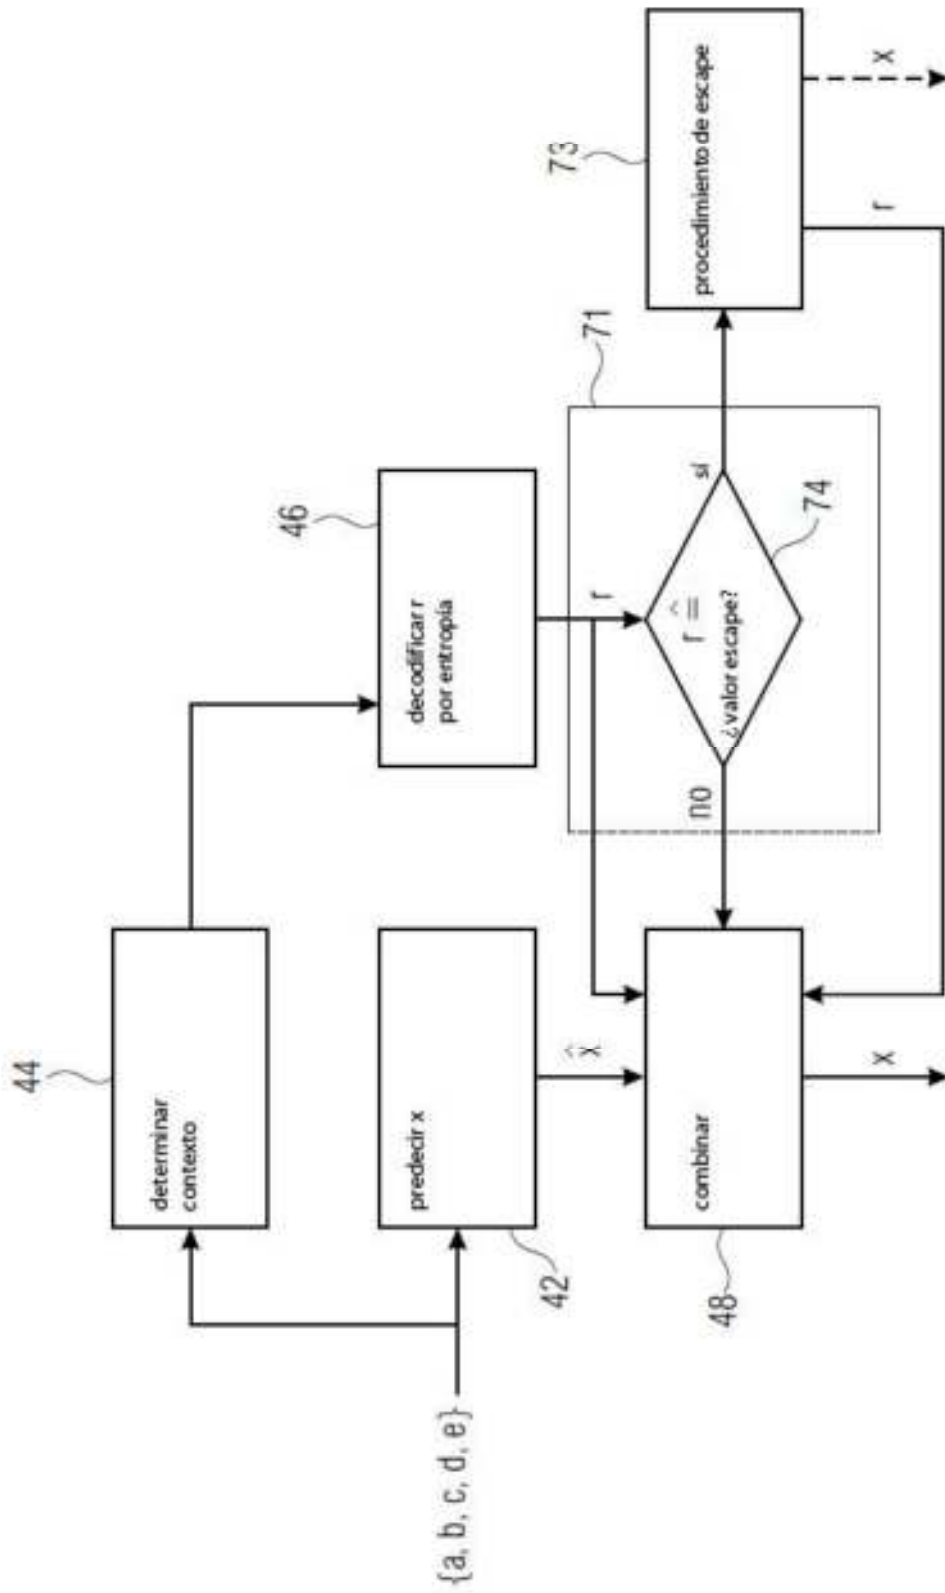 {a, b, c, d, e}
44
determinar
contexto
42
predecir x
x̂
48
combinar
x
46
decodificar r
por entropía
r
71
r ≙
¿valor escape?
74
no
sí
73
procedimiento de escape
r
x